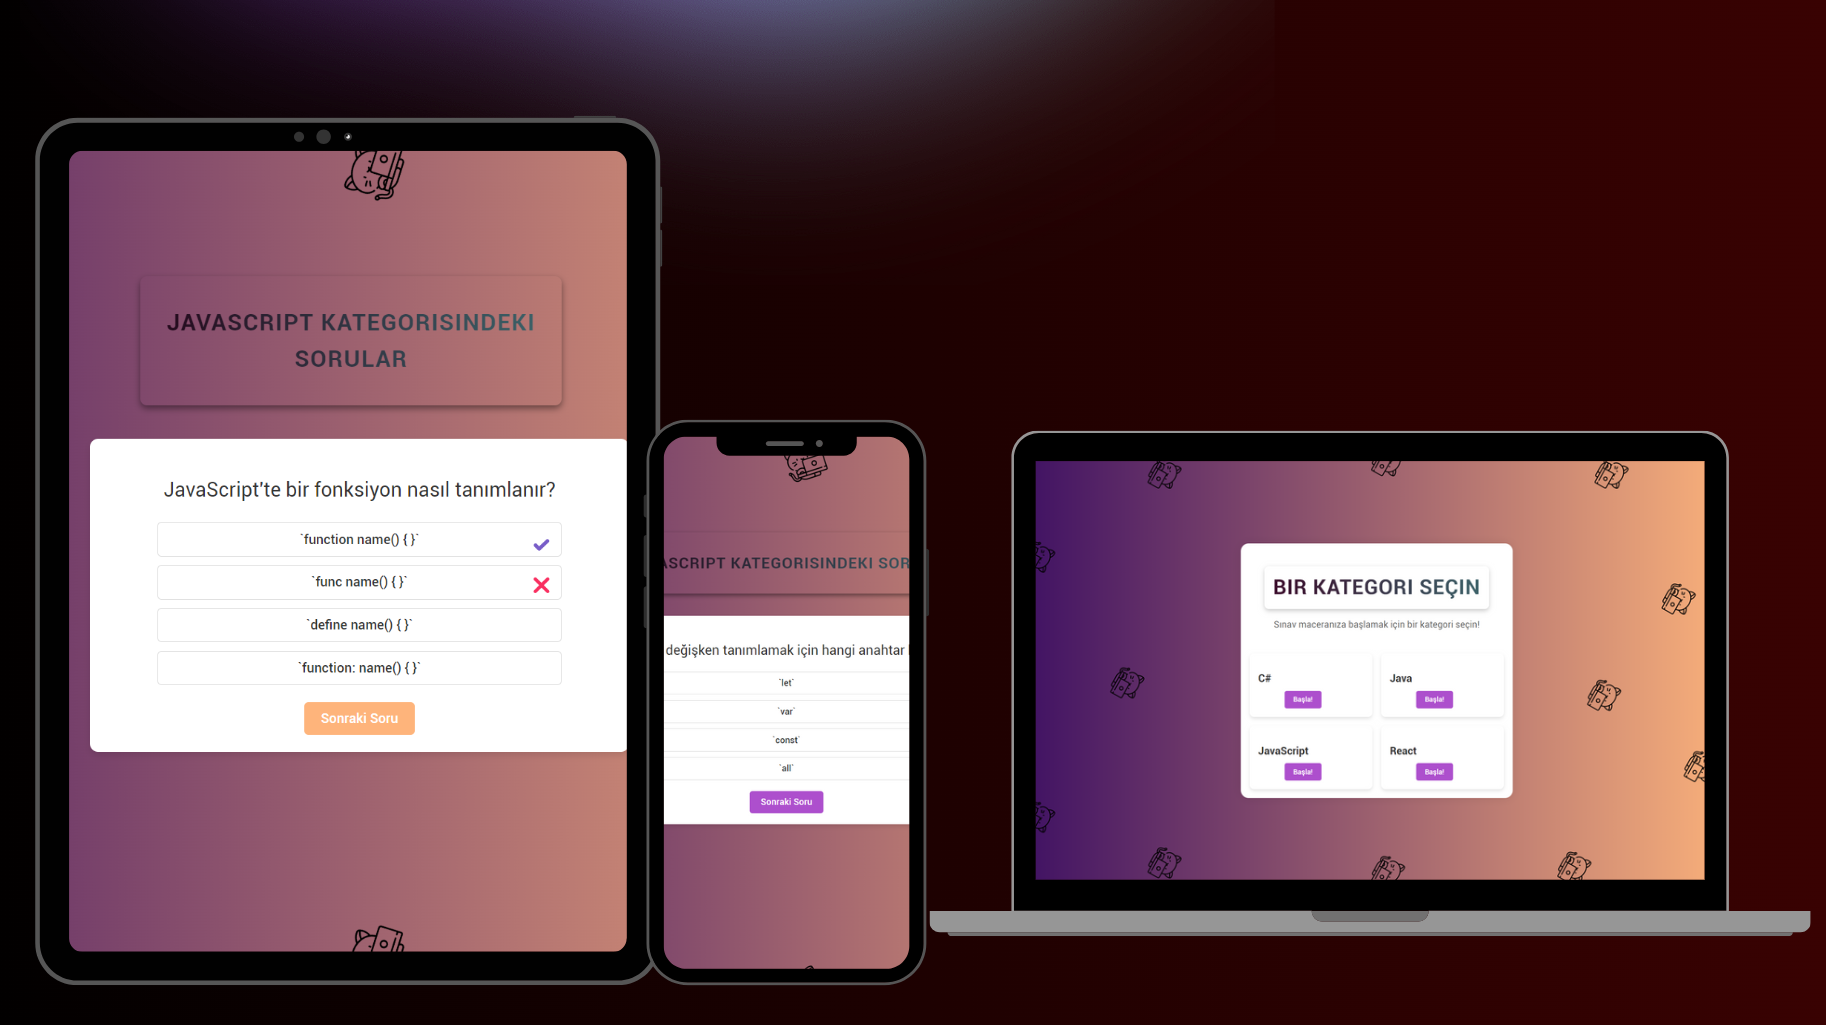 JAVASCRIPT KATEGORISINDEKI
SORULAR
JavaScript'te bir fonksiyon nasıl tanımlanır?
`function name() { }`
`func name() { }`
`define name() { }`
`function: name() { }`
Sonraki Soru
ASCRIPT KATEGORISINDEKI SOR
değişken tanımlamak için hangi anahtar
`let`
`var`
`const`
`all`
Sonraki Soru
BIR KATEGORI SEÇIN
Sınav maceranıza başlamak için bir kategori seçin!
C#
Başla!
Java
Başla!
JavaScript
Başla!
React
Başla!